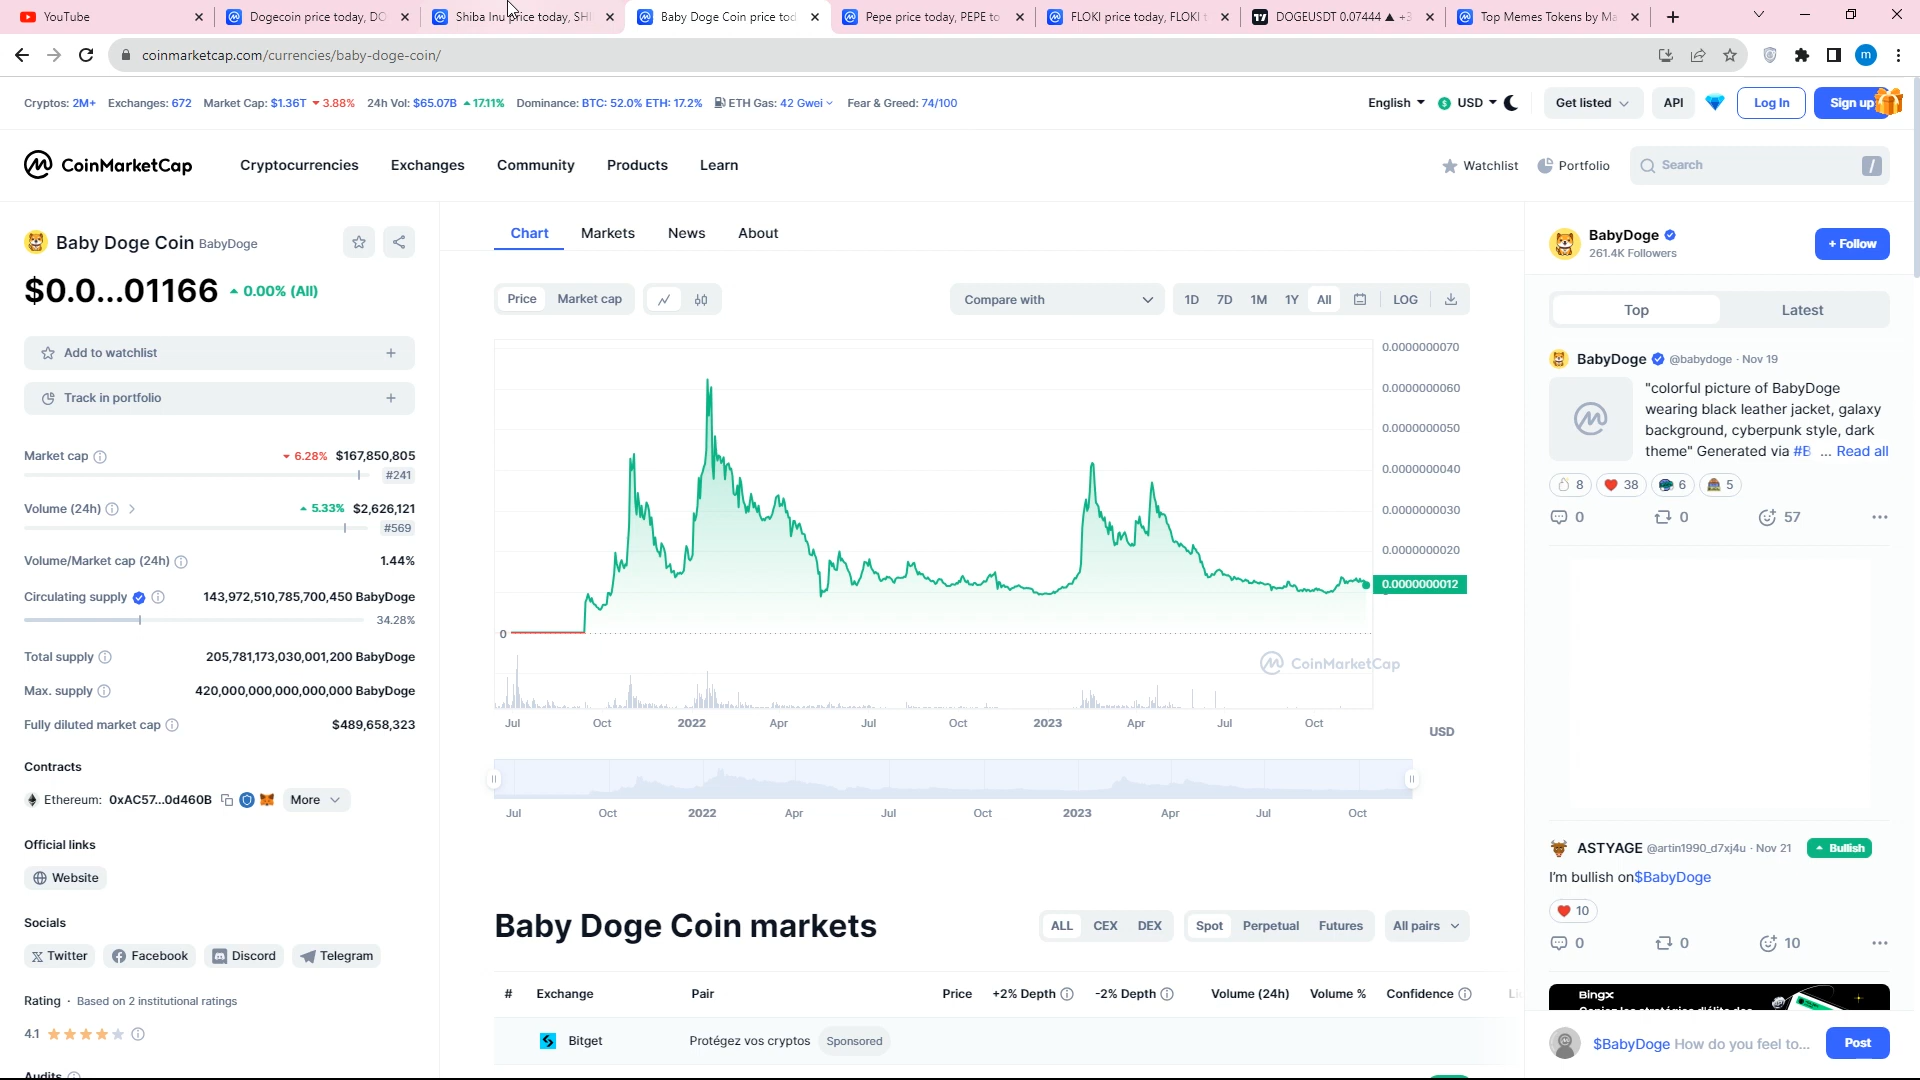 YouTube
Dogecoin price today, DO
Shiba Inu price today, SHI
Baby Doge Coin price tod
Pepe price today, PEPE to
FLOKI price today, FLOKI t
DOGEUSDT 0.07444 ▲ +3
Top Memes Tokens by Ma
coinmarketcap.com/currencies/baby-doge-coin/
m
Cryptos: 2M+ Exchanges: 672 Market Cap: $1.36T 3.88% 24h Vol: $65.07B 17.11% Dominance: BTC: 52.0% ETH: 17.2% ETH Gas: 42 Gwei Fear & Greed: 74/100
English USD Get listed API Log In Sign up
CoinMarketCap
Cryptocurrencies Exchanges Community Products Learn
Watchlist Portfolio Search /
Baby Doge Coin BabyDoge
$0.0...01166 0.00% (All)
Add to watchlist +
Track in portfolio +
Market cap 6.28% $167,850,805
#241
Volume (24h) 5.33% $2,626,121
#569
Volume/Market cap (24h) 1.44%
Circulating supply 143,972,510,785,700,450 BabyDoge
34.28%
Total supply 205,781,173,030,001,200 BabyDoge
Max. supply 420,000,000,000,000,000 BabyDoge
Fully diluted market cap $489,658,323
Contracts
Ethereum: 0xAC57...0d460B More
Official links
Website
Socials
Twitter Facebook Discord Telegram
Rating · Based on 2 institutional ratings
4.1
Audits
Chart Markets News About
Price Market cap
Compare with
1D 7D 1M 1Y All LOG
0.0000000070
0.0000000060
0.0000000050
0.0000000040
0.0000000030
0.0000000020
0.0000000012
0
CoinMarketCap
Jul Oct 2022 Apr Jul Oct 2023 Apr Jul Oct
USD
Jul Oct 2022 Apr Jul Oct 2023 Apr Jul Oct
Baby Doge Coin markets
ALL CEX DEX Spot Perpetual Futures All pairs
# Exchange Pair Price +2% Depth -2% Depth Volume (24h) Volume % Confidence Li
Bitget Protégez vos cryptos Sponsored
BabyDoge
261.4K Followers
+ Follow
Top Latest
BabyDoge @babydoge · Nov 19
"colorful picture of BabyDoge
wearing black leather jacket, galaxy
background, cyberpunk style, dark
theme" Generated via #B ... Read all
8 38 6 5
0 0 57
ASTYAGE @artin1990_d7xj4u · Nov 21 Bullish
I'm bullish on$BabyDoge
10
0 0 10
BingX
$BabyDoge How do you feel to...
Post